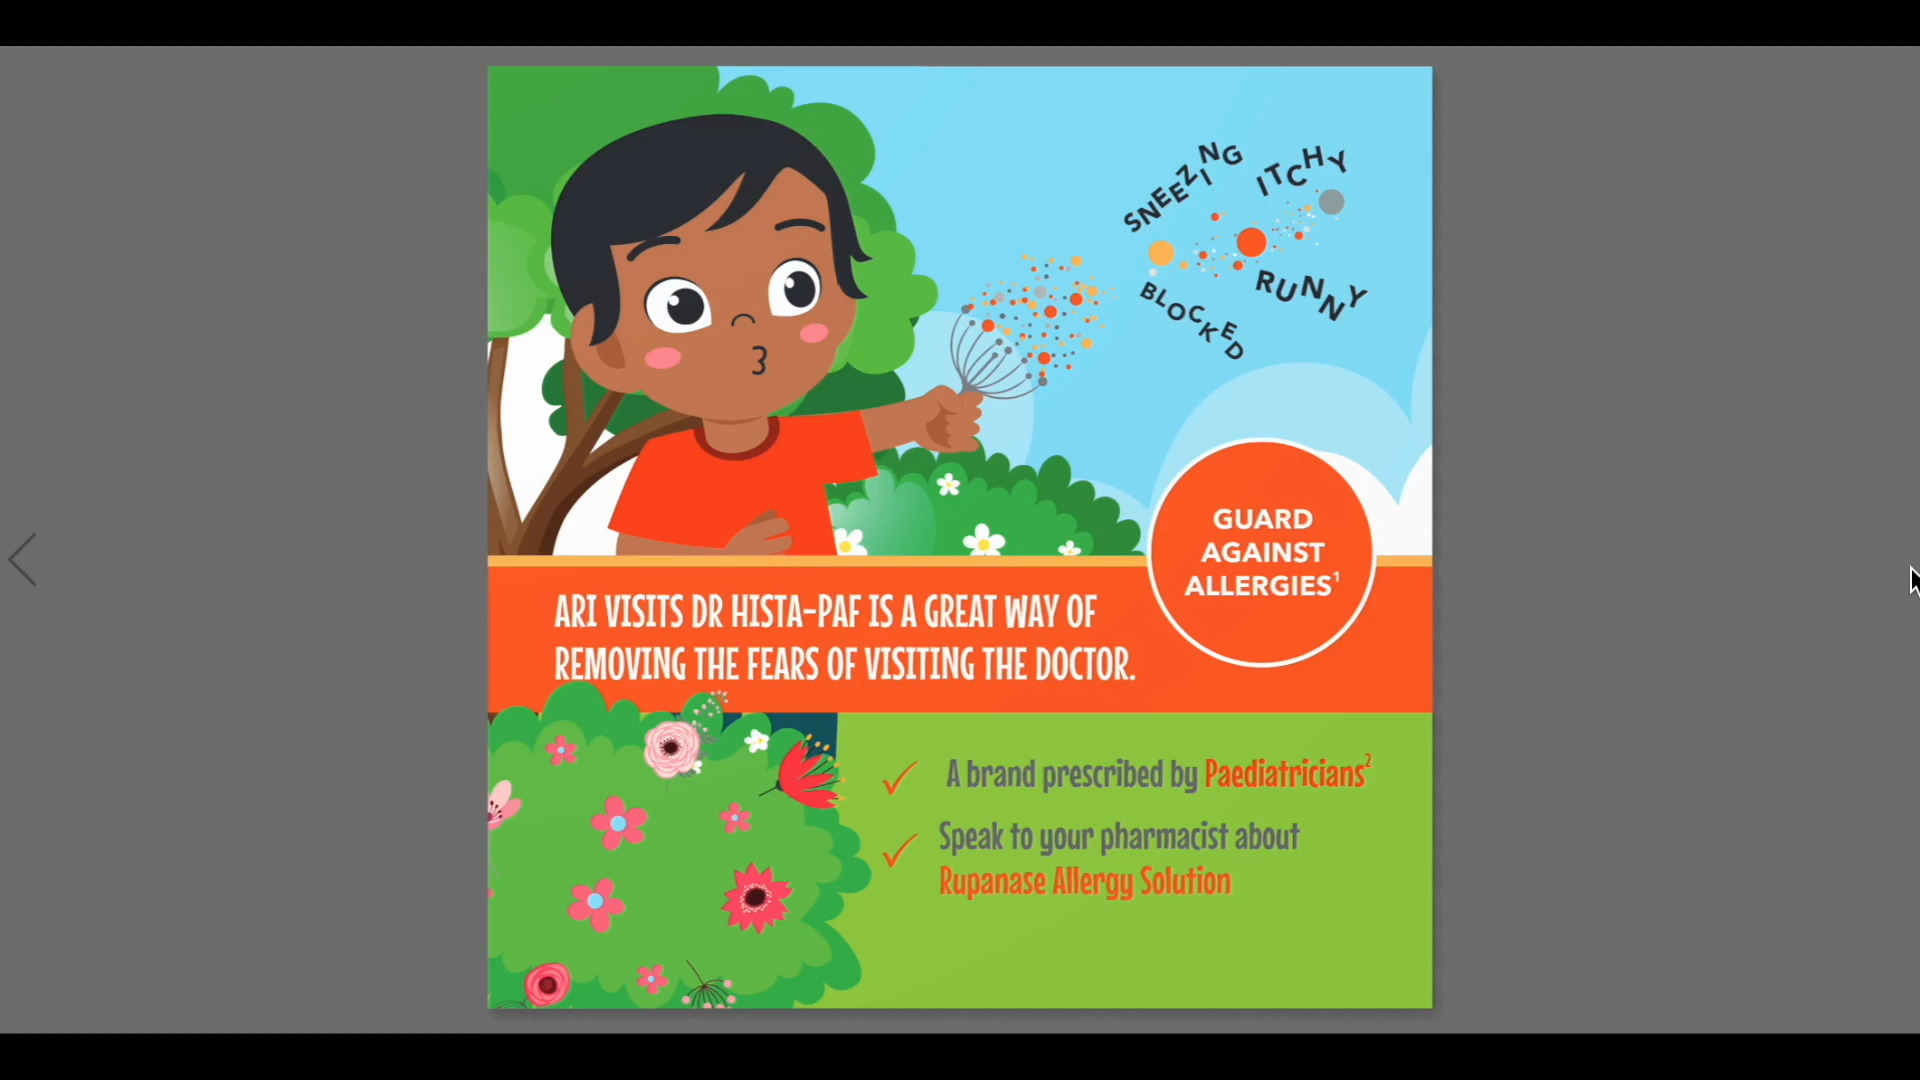 SNEEZING
ITCHY
BLOCKED
RUNNY
GUARD
AGAINST
ALLERGIES¹
ARI VISITS DR HISTA-PAF IS A GREAT WAY OF
REMOVING THE FEARS OF VISITING THE DOCTOR.
A brand prescribed by Paediatricians²
Speak to your pharmacist about
Rupanase Allergy Solution